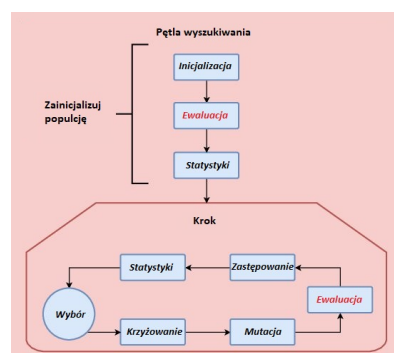 Pętla wyszukiwania
Inicjalizacja
Zainicjalizuj
populcję
Ewaluacja
Statystyki
Krok
Statystyki
Zastępowanie
Ewaluacja
Wybór
Krzyżowanie
Mutacja